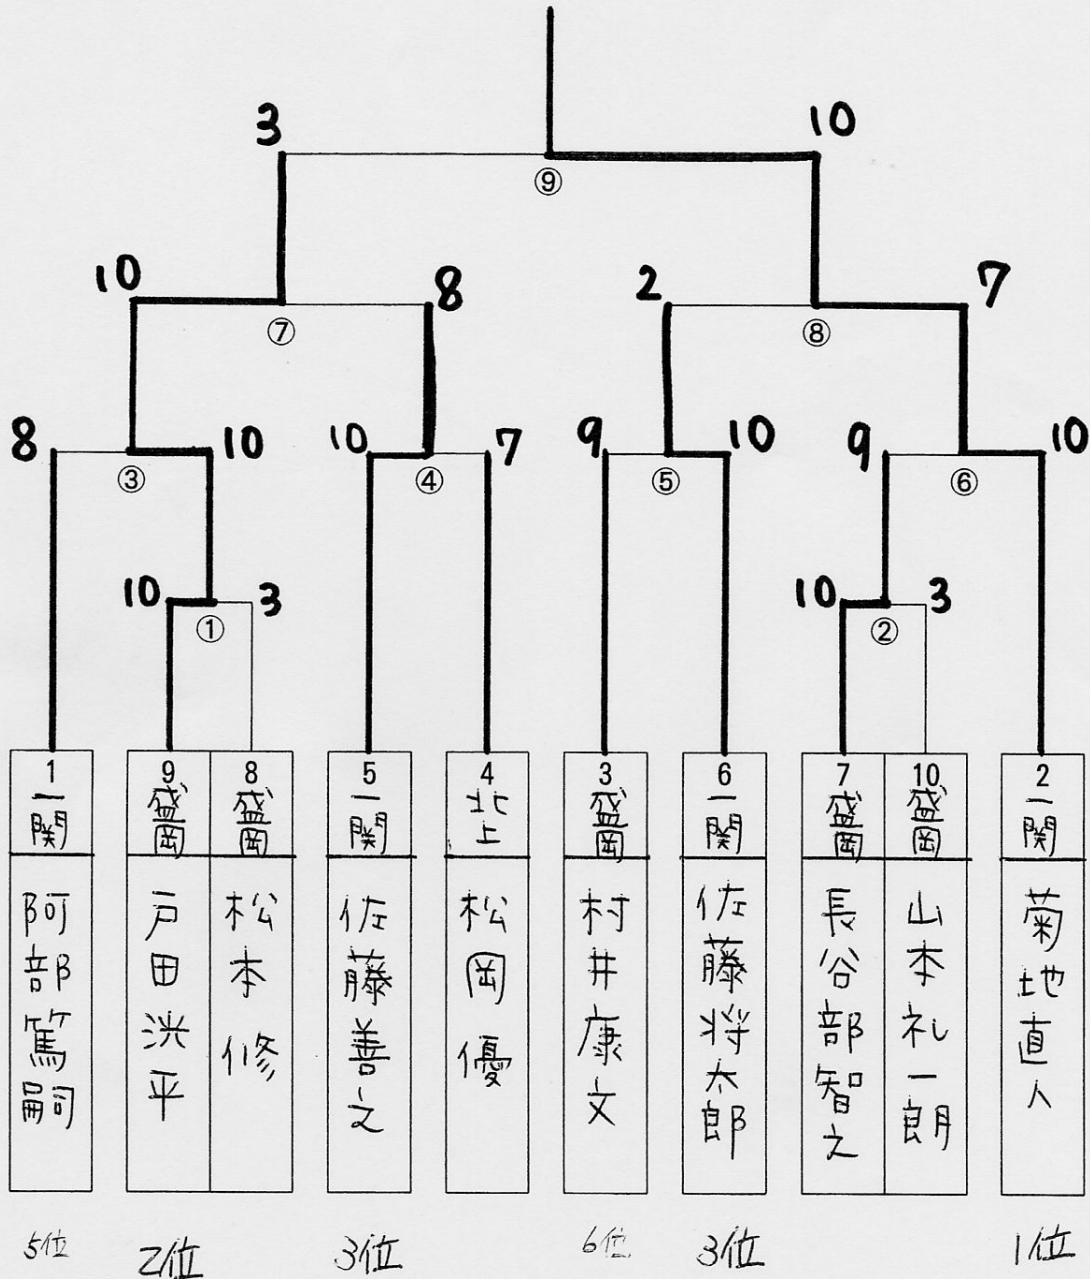 3 10
⑨
10 8 2 7
⑦ ⑧
8 10 10 7 9 10 9 10
③ ④ ⑤ ⑥
10 3 10 3
① ②
1 一関 阿部篤嗣 5位
9 盛岡 戸田洸平 2位
8 盛岡 松本修
5 一関 佐藤善之 3位
4 北上 松岡優
3 盛岡 村井康文 6位
6 一関 佐藤将太郎 3位
7 盛岡 長谷部智之
10 盛岡 山本礼一朗
2 一関 菊地直人 1位